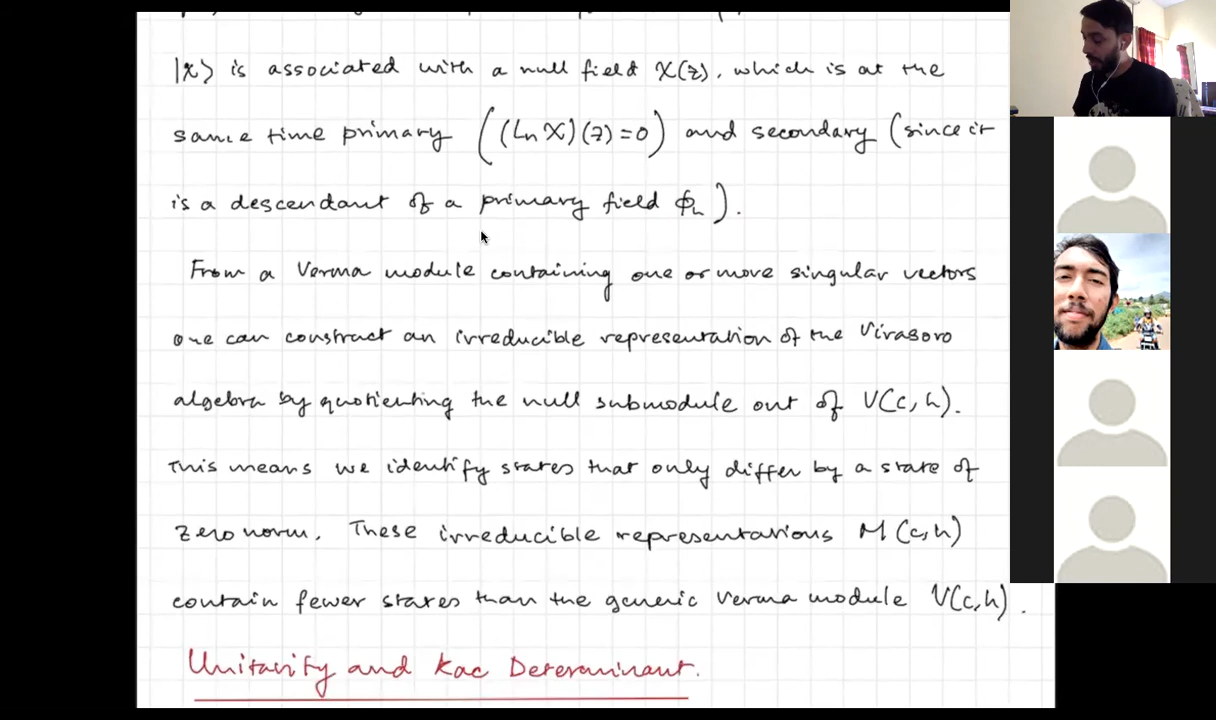 |χ⟩ is associated with a null field χ(z), which is at the
same time primary ((Ln χ)(z) = 0) and secondary (since it
is a descendant of a primary field ϕh).
From a Verma module containing one or more singular vectors
one can construct an irreducible representation of the Virasoro
algebra by quotienting the null submodule out of V(c,h).
This means we identify states that only differ by a state of
zero norm. These irreducible representations M(c,h)
contain fewer states than the generic Verma module V(c,h).
Unitarity and Kac Determinant.